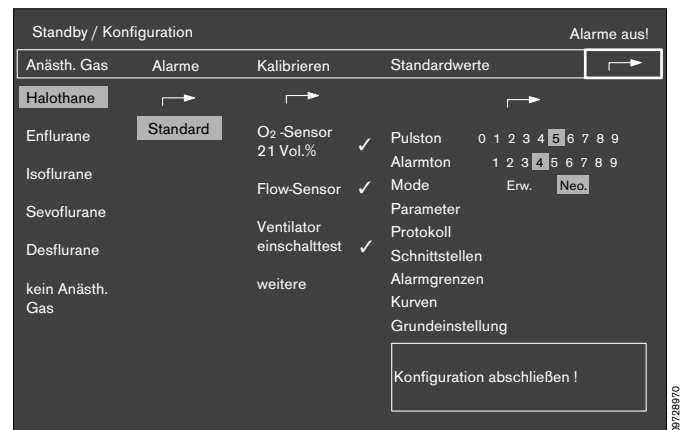 Standby / Konfiguration
Alarme aus!
Anästh. Gas
Alarme
Kalibrieren
Standardwerte
Halothane
Enflurane
Isoflurane
Sevoflurane
Desflurane
kein Anästh.
Gas
Standard
O2-Sensor
21 Vol.% ✓
Flow-Sensor ✓
Ventilator
einschalttest ✓
weitere
Pulston 0 1 2 3 4 5 6 7 8 9
Alarmton 1 2 3 4 5 6 7 8 9
Mode Erw. Neo.
Parameter
Protokoll
Schnittstellen
Alarmgrenzen
Kurven
Grundeinstellung
Konfiguration abschließen !
09728970